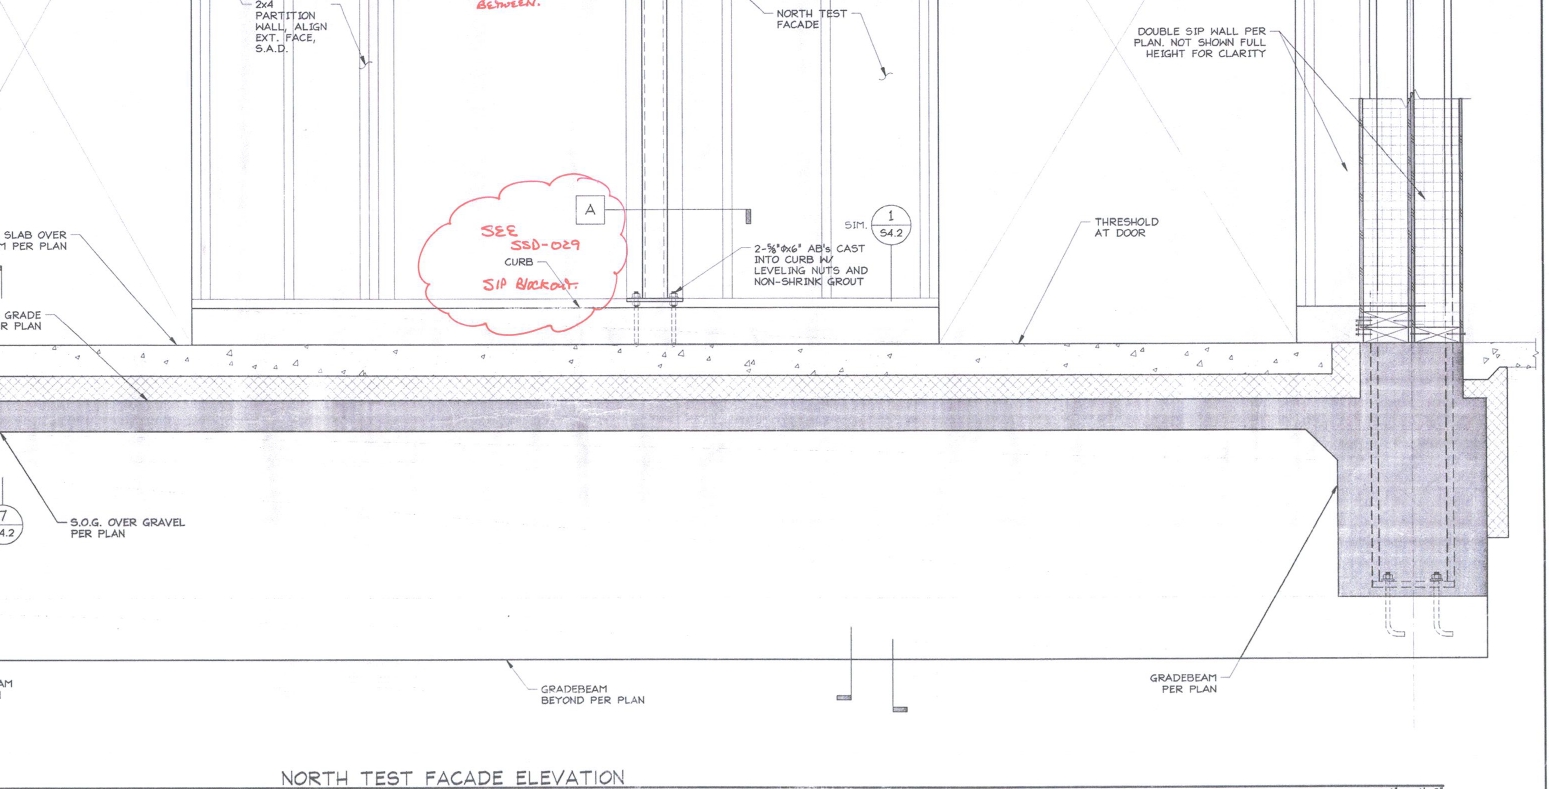 2x4
PARTITION
WALL, ALIGN
EXT. FACE,
S.A.D.
BETWEEN.
NORTH TEST
FACADE
DOUBLE SIP WALL PER
PLAN. NOT SHOWN FULL
HEIGHT FOR CLARITY
SLAB OVER
PER PLAN
A
SEE
SSD-029
CURB
SIP Blockout.
2-⅝"φx6" AB's CAST
INTO CURB W/
LEVELING NUTS AND
NON-SHRINK GROUT
SIM.
1
S4.2
THRESHOLD
AT DOOR
GRADE
PLAN
7
4.2
S.O.G. OVER GRAVEL
PER PLAN
GRADEBEAM
BEYOND PER PLAN
GRADEBEAM
PER PLAN
NORTH TEST FACADE ELEVATION